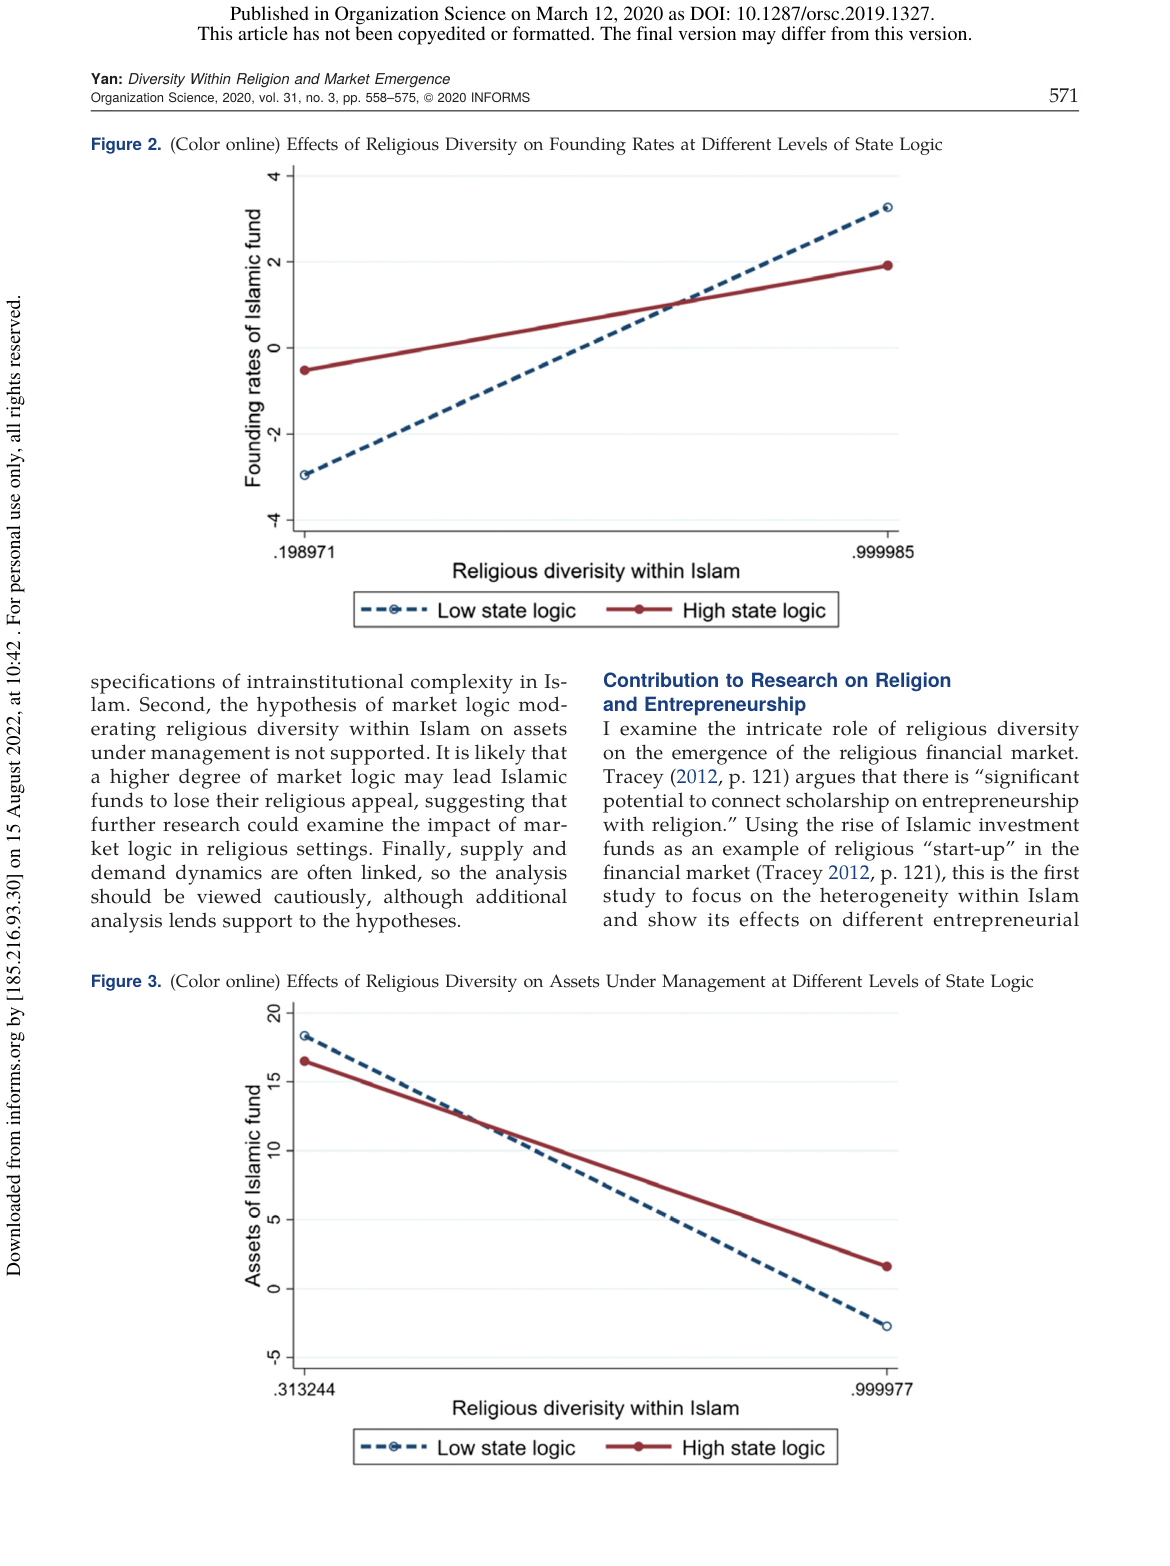 Published in Organization Science on March 12, 2020 as DOI: 10.1287/orsc.2019.1327.
This article has not been copyedited or formatted. The final version may differ from this version.
Yan: Diversity Within Religion and Market Emergence
Organization Science, 2020, vol. 31, no. 3, pp. 558–575, © 2020 INFORMS
571
Downloaded from informs.org by [185.216.93.30] on 15 August 2022, at 10:42 . For personal use only, all rights reserved.
Figure 2. (Color online) Effects of Religious Diversity on Founding Rates at Different Levels of State Logic
Founding rates of Islamic fund
4
2
0
-2
-4
.198971
.999985
Religious diverisity within Islam
Low state logic
High state logic
specifications of intrainstitutional complexity in Is-
lam. Second, the hypothesis of market logic mod-
erating religious diversity within Islam on assets
under management is not supported. It is likely that
a higher degree of market logic may lead Islamic
funds to lose their religious appeal, suggesting that
further research could examine the impact of mar-
ket logic in religious settings. Finally, supply and
demand dynamics are often linked, so the analysis
should be viewed cautiously, although additional
analysis lends support to the hypotheses.
Contribution to Research on Religion
and Entrepreneurship
I examine the intricate role of religious diversity
on the emergence of the religious financial market.
Tracey (2012, p. 121) argues that there is “significant
potential to connect scholarship on entrepreneurship
with religion.” Using the rise of Islamic investment
funds as an example of religious “start-up” in the
financial market (Tracey 2012, p. 121), this is the first
study to focus on the heterogeneity within Islam
and show its effects on different entrepreneurial
Figure 3. (Color online) Effects of Religious Diversity on Assets Under Management at Different Levels of State Logic
Assets of Islamic fund
20
15
10
5
0
-5
.313244
.999977
Religious diverisity within Islam
Low state logic
High state logic